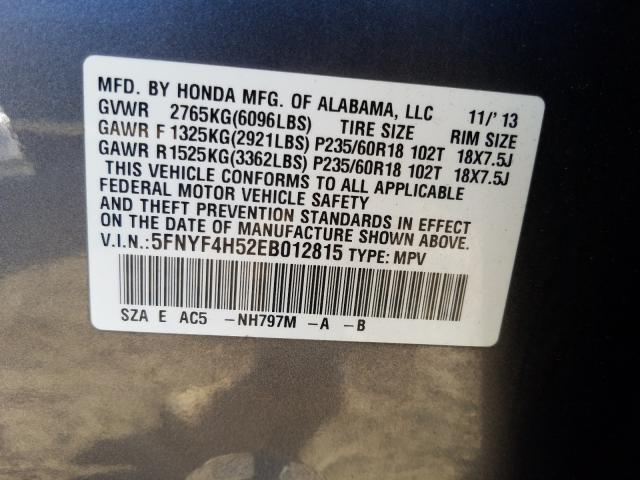 MFD. BY HONDA MFG. OF ALABAMA, LLC 11/'13
GVWR 2765KG(6096LBS) TIRE SIZE RIM SIZE
GAWR F 1325KG(2921LBS) P235/60R18 102T 18X7.5J
GAWR R1525KG(3362LBS) P235/60R18 102T 18X7.5J
THIS VEHICLE CONFORMS TO ALL APPLICABLE
FEDERAL MOTOR VEHICLE SAFETY
AND THEFT PREVENTION STANDARDS IN EFFECT
ON THE DATE OF MANUFACTURE SHOWN ABOVE.
V.I.N.:5FNYF4H52EB012815 TYPE: MPV
SZA E AC5 -NH797M -A -B